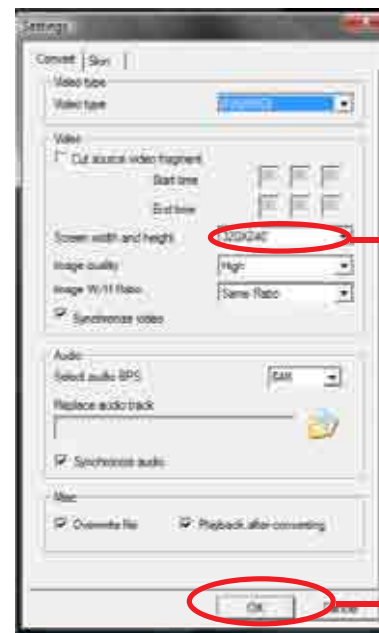 Settings
Convert Skin
Video type
Video type
Video
Cut source video fragment
Start time
End time
Screen width and height 320X240
Image quality High
Image W/H Ratio Same Ratio
Synchronize video
Audio
Select audio BPS 64K
Replace audio track
Synchronize audio
Misc
Overwrite file Playback after converting
OK Cancel